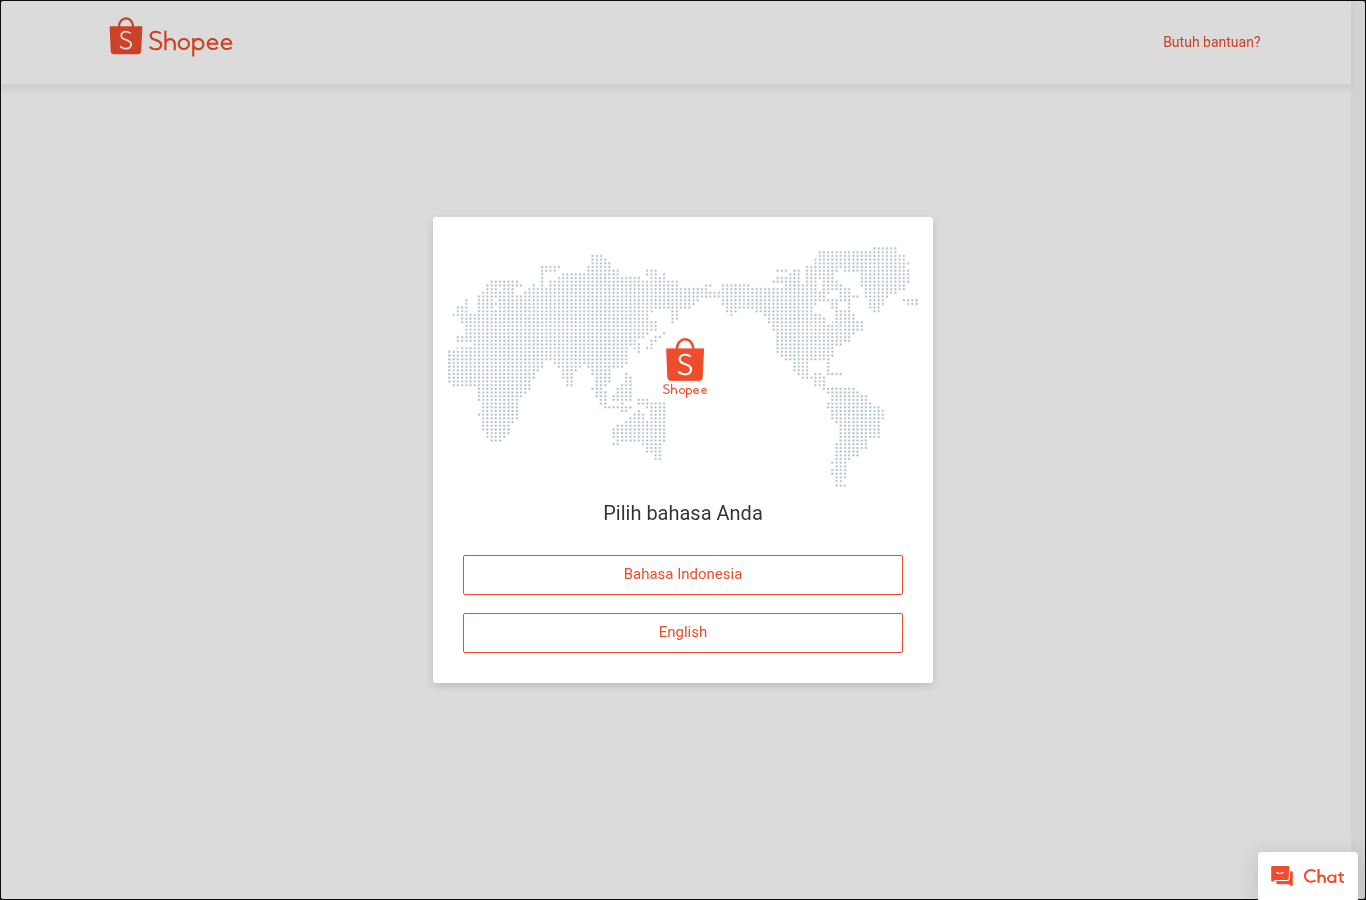 Shopee
Butuh bantuan?
Shopee
Pilih bahasa Anda
Bahasa Indonesia
English
Chat